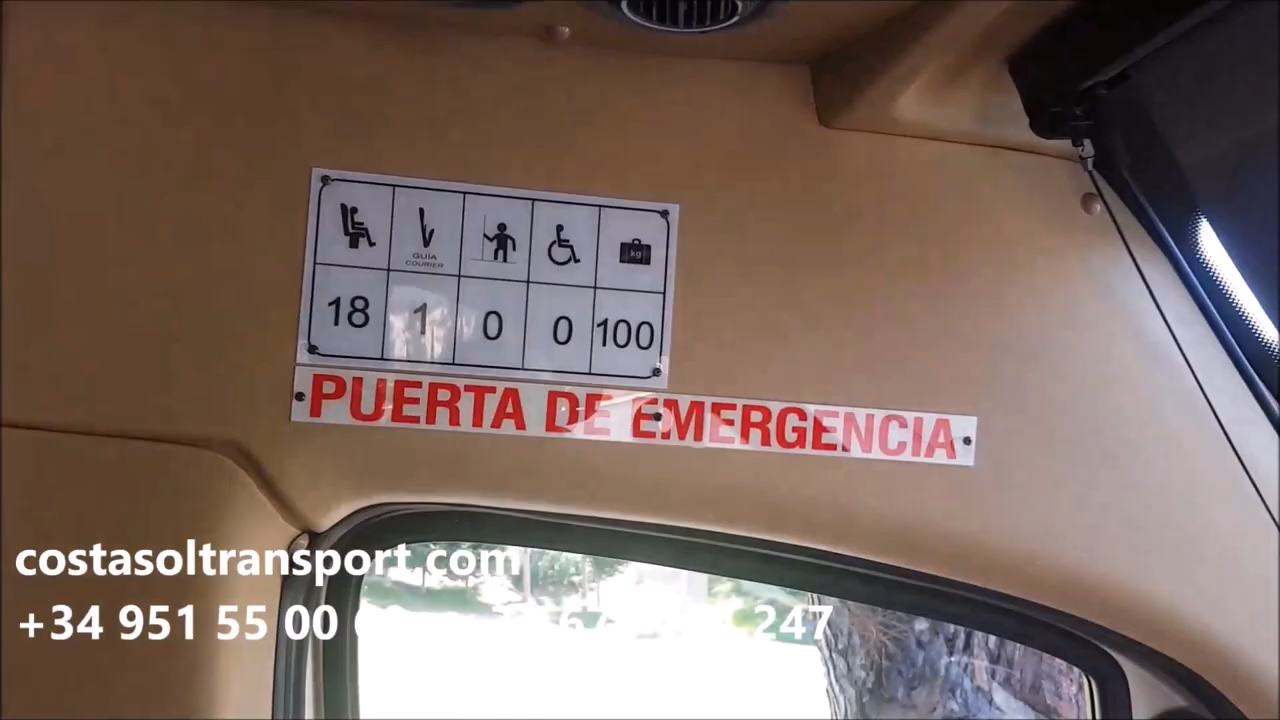 GUÍA
COURIER
kg
18 1 0 0 100
PUERTA DE EMERGENCIA
costasoltransport.com
+34 951 55 00 247